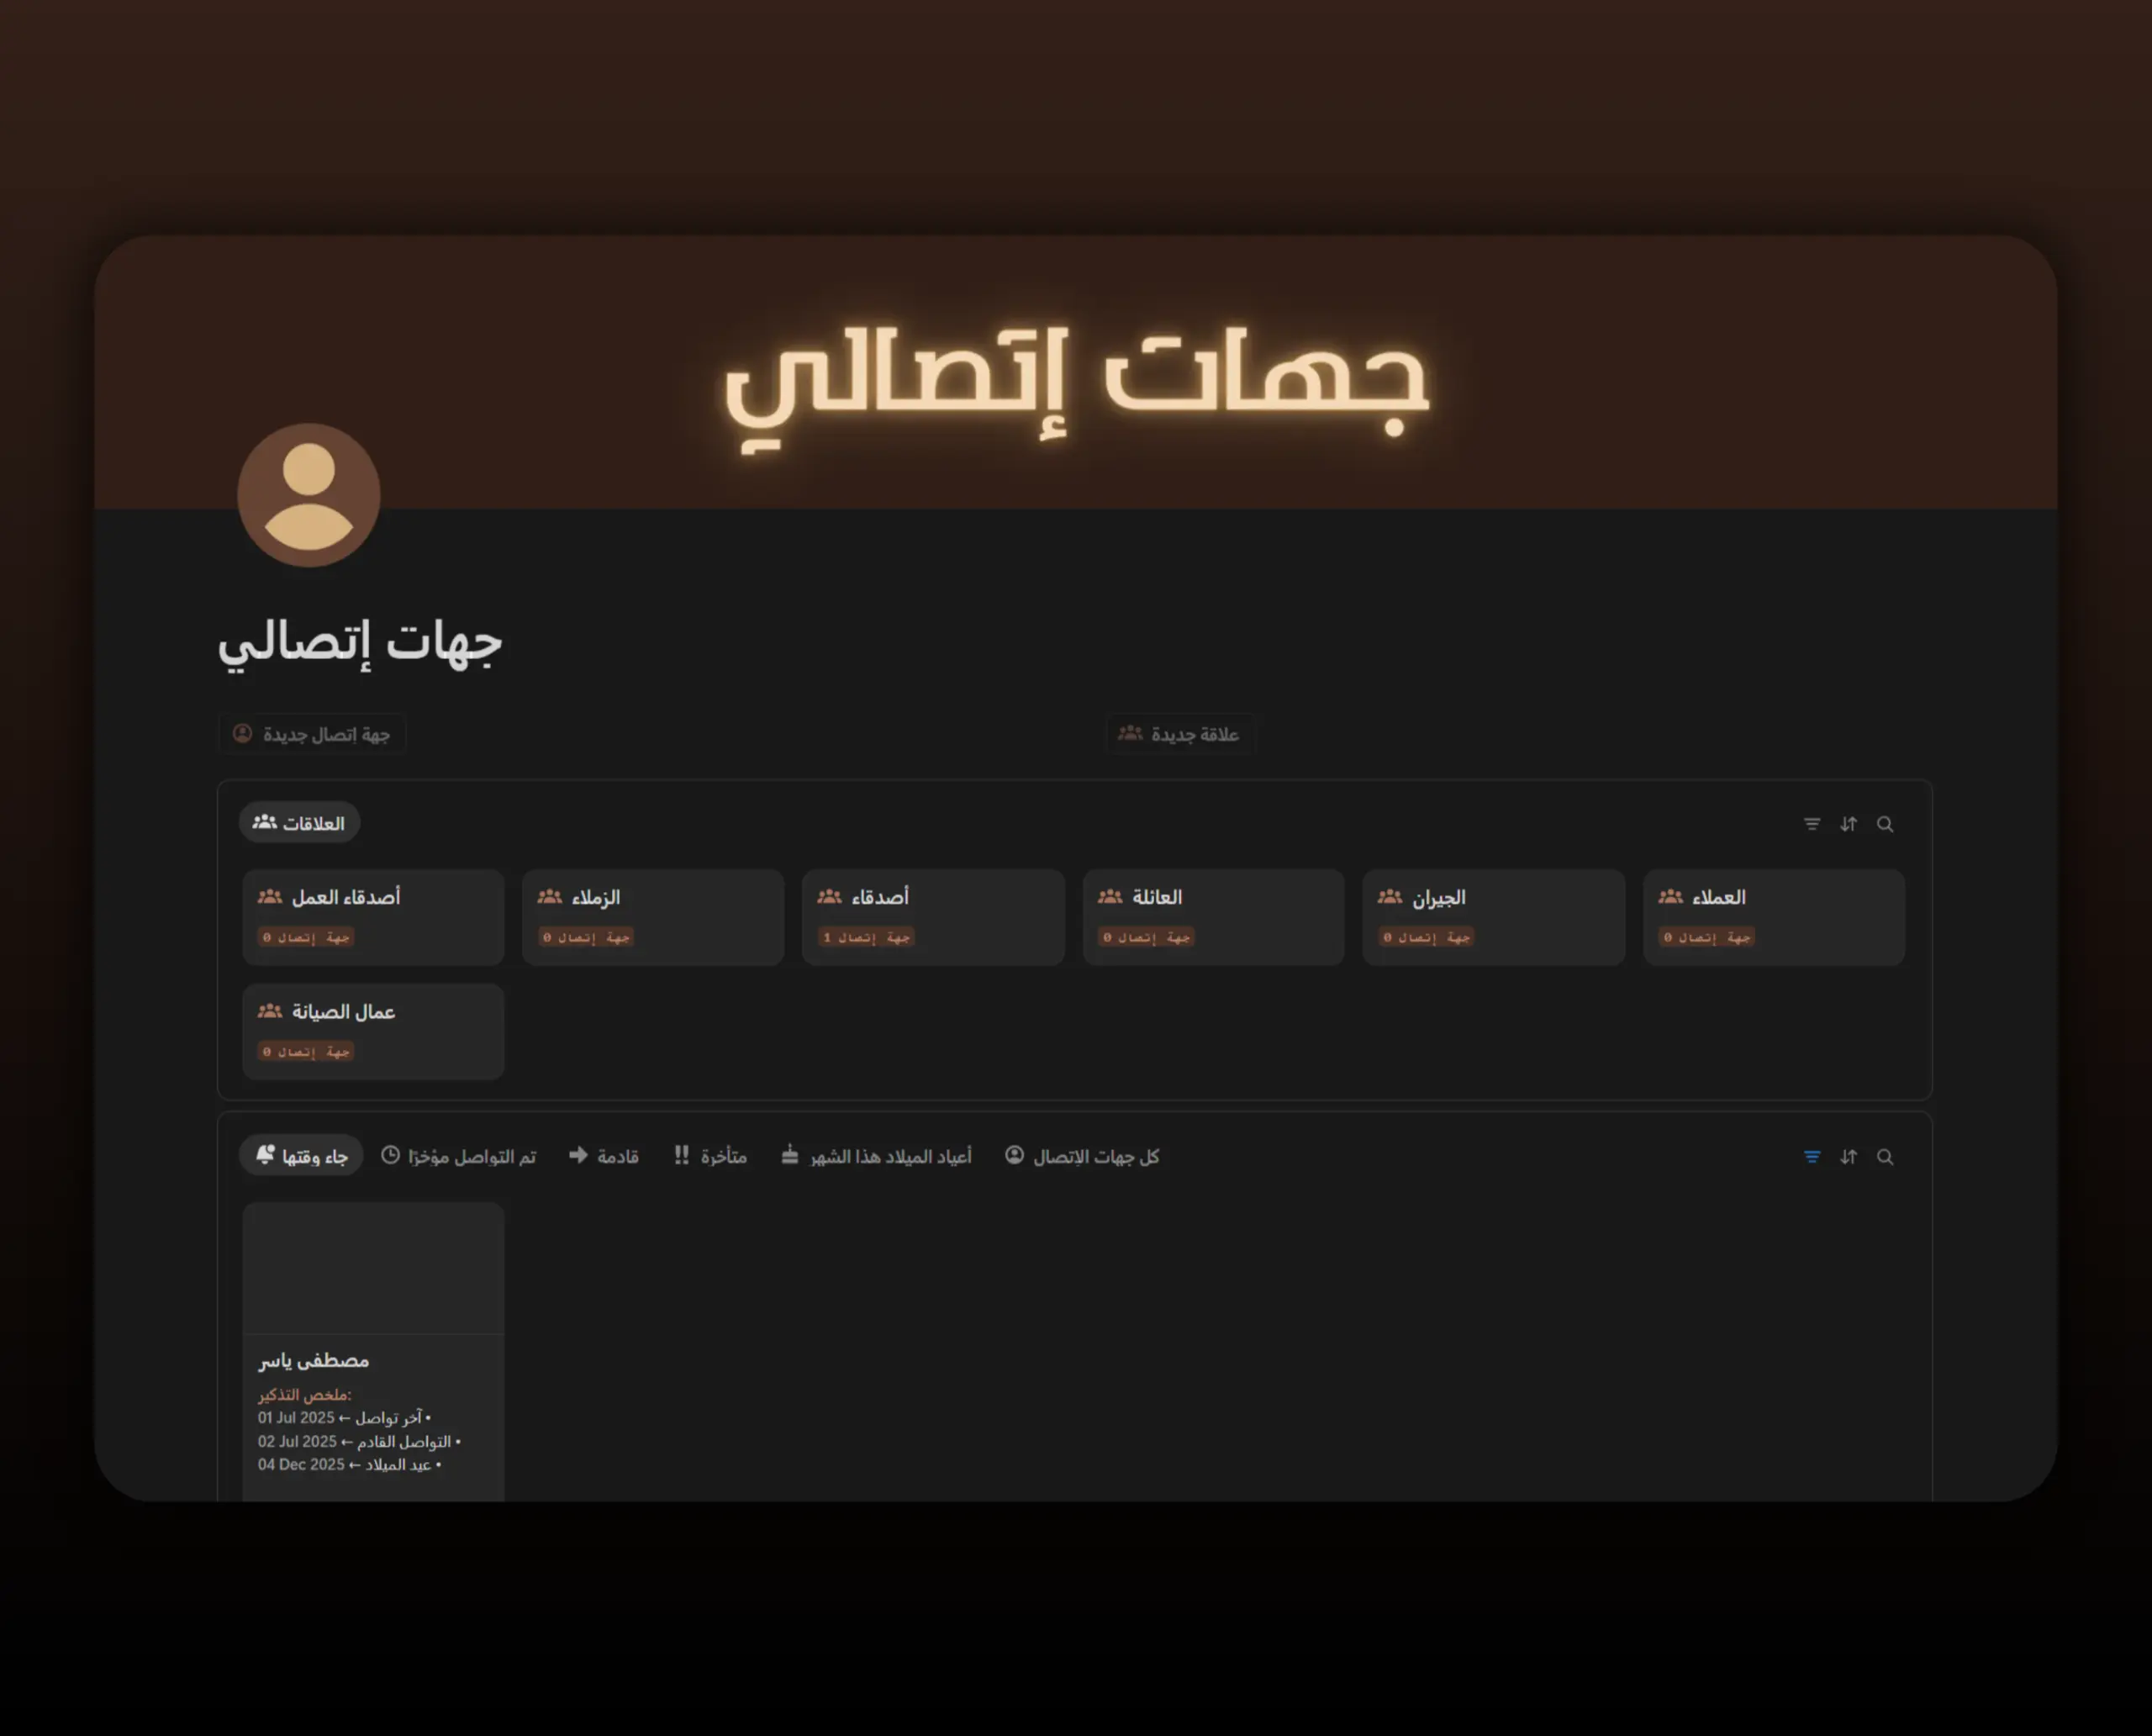 جهات إتصالي
جهات إتصالي
جهة إتصال جديدة
علاقة جديدة
العلاقات
أصدقاء العمل
0 جهة إتصال
الزملاء
0 جهة إتصال
أصدقاء
1 جهة إتصال
العائلة
0 جهة إتصال
الجيران
0 جهة إتصال
العملاء
0 جهة إتصال
عمال الصيانة
0 جهة إتصال
جاء وقتها
تم التواصل مؤخرًا
قادمة
متأخرة
أعياد الميلاد هذا الشهر
كل جهات الإتصال
مصطفى ياسر
ملخص التذكير:
• آخر تواصل ← 01 Jul 2025
• التواصل القادم ← 02 Jul 2025
• عيد الميلاد ← 04 Dec 2025